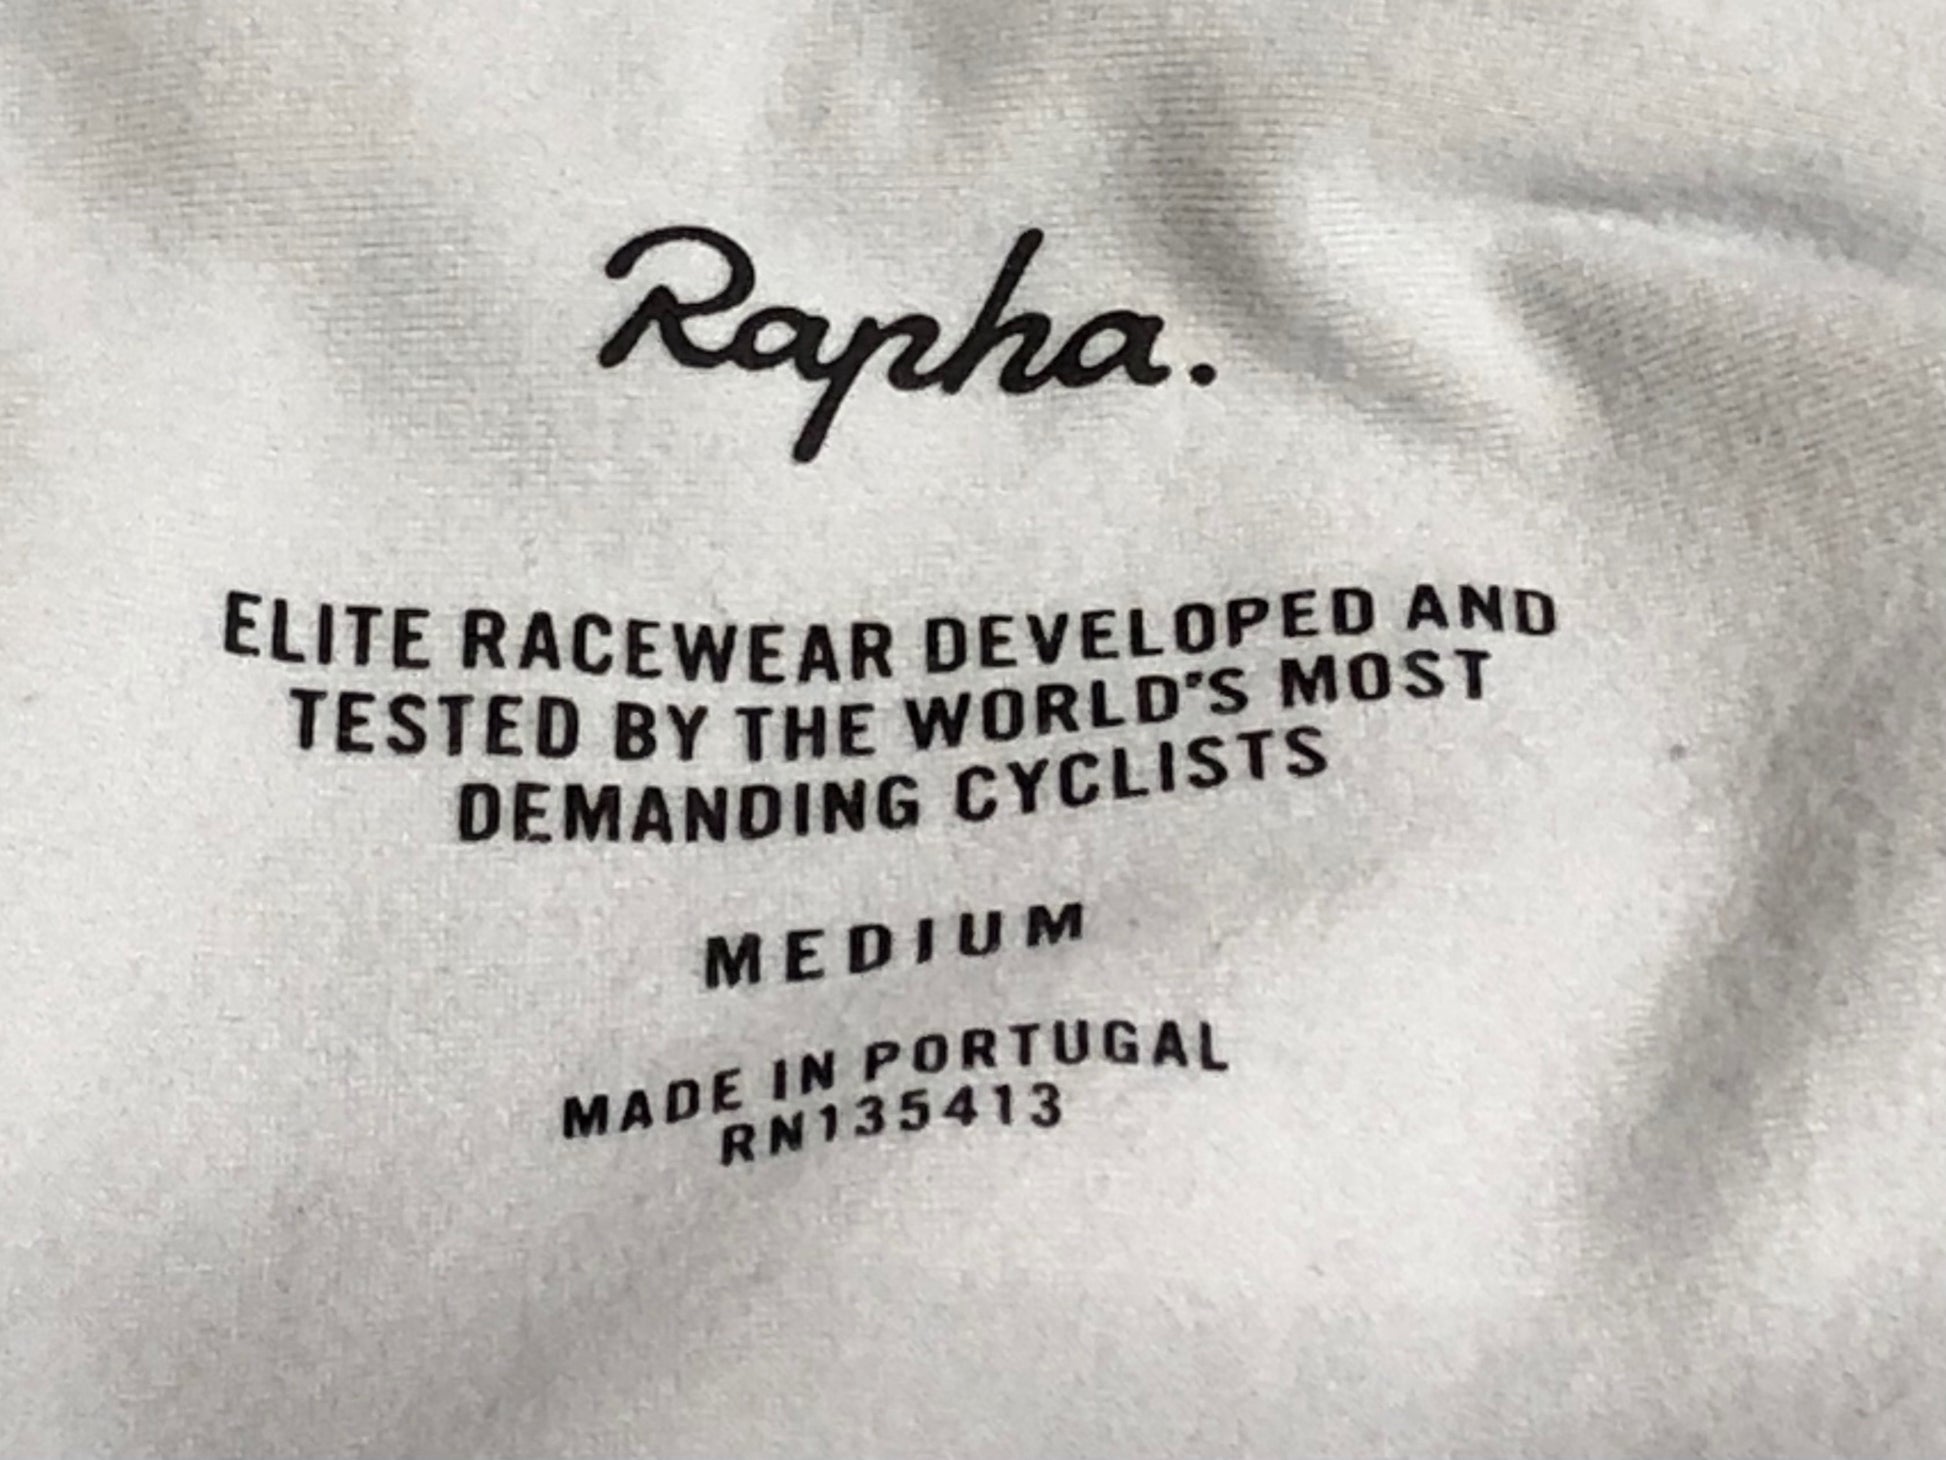 Rapha.
ELITE RACEWEAR DEVELOPED AND
TESTED BY THE WORLD'S MOST
DEMANDING CYCLISTS
MEDIUM
MADE IN PORTUGAL
RN135413